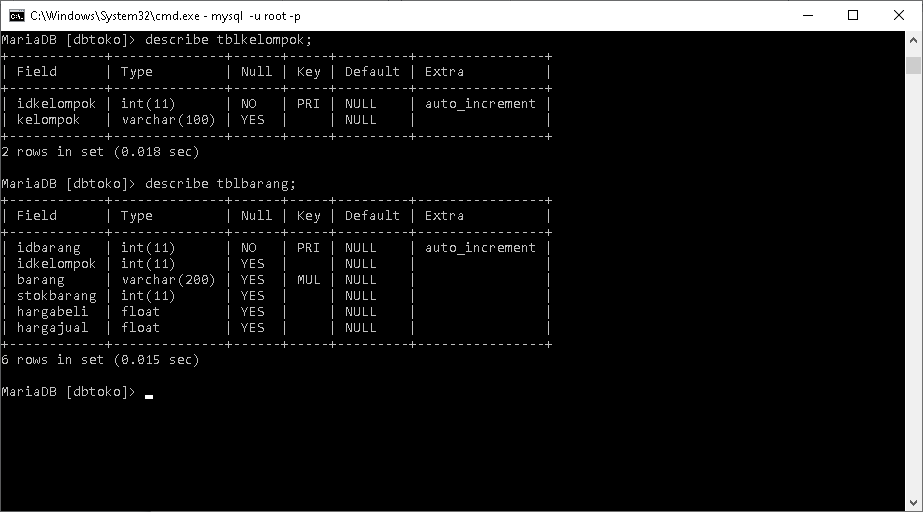 C:\Windows\System32\cmd.exe - mysql  -u root -p
MariaDB [dbtoko]> describe tblkelompok;
+------------+--------------+------+-----+---------+----------------+
| Field      | Type         | Null | Key | Default | Extra          |
+------------+--------------+------+-----+---------+----------------+
| idkelompok | int(11)      | NO   | PRI | NULL    | auto_increment |
| kelompok   | varchar(100) | YES  |     | NULL    |                |
+------------+--------------+------+-----+---------+----------------+
2 rows in set (0.018 sec)
MariaDB [dbtoko]> describe tblbarang;
+------------+--------------+------+-----+---------+----------------+
| Field      | Type         | Null | Key | Default | Extra          |
+------------+--------------+------+-----+---------+----------------+
| idbarang   | int(11)      | NO   | PRI | NULL    | auto_increment |
| idkelompok | int(11)      | YES  |     | NULL    |                |
| barang     | varchar(200) | YES  | MUL | NULL    |                |
| stokbarang | int(11)      | YES  |     | NULL    |                |
| hargabeli  | float        | YES  |     | NULL    |                |
| hargajual  | float        | YES  |     | NULL    |                |
+------------+--------------+------+-----+---------+----------------+
6 rows in set (0.015 sec)
MariaDB [dbtoko]>